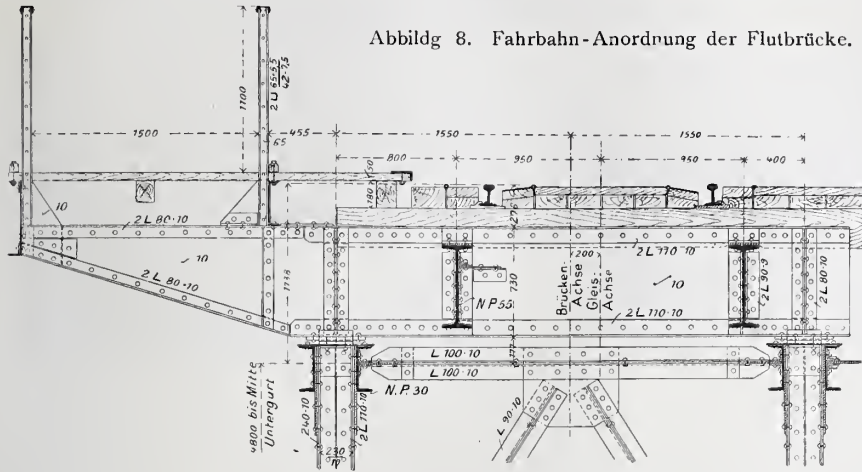 Abbildg 8. Fahrbahn-Anordnung der Flutbrücke.
1100
2 U 65·5,5
42·7,5
65
1500
455
1550
1550
800
950
950
400
10
2 L 80·10
2 L 80·10
10
1138
276
2 L 110·10
200
730
N P 55
Brücken-
Achse
Gleis-
Achse
10
2 L 90·9
2 L 80·10
2 L 110·10
L 100·10
L 100·10
N.P. 30
4800 bis Mitte
Untergurt
240·10
2 L 110·10
230
10
L 90·10